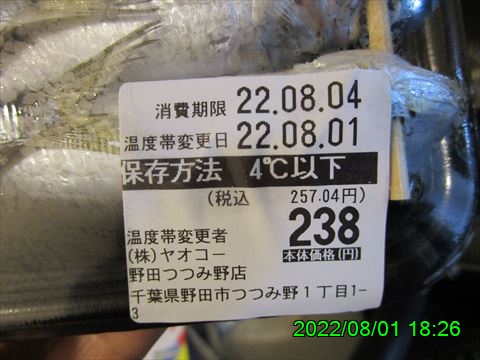 消費期限 22.08.04
温度帯変更日 22.08.01
保存方法 4℃以下
(税込 257.04円)
238
本体価格(円)
温度帯変更者
(株)ヤオコー
野田つつみ野店
千葉県野田市つつみ野1丁目1-
3
2022/08/01 18:26